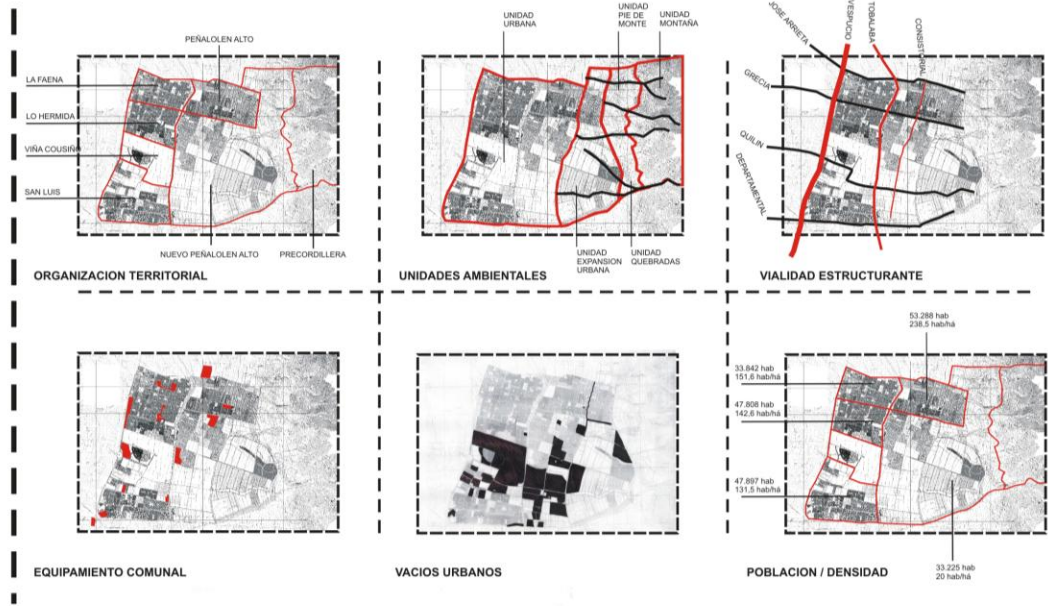 PEÑALOLEN ALTO
LA FAENA
LO HERMIDA
VIÑA COUSIÑO
SAN LUIS
NUEVO PEÑALOLEN ALTO
PRECORDILLERA
ORGANIZACION TERRITORIAL
UNIDAD
URBANA
UNIDAD
PIE DE
MONTE
UNIDAD
MONTAÑA
UNIDAD
EXPANSION
URBANA
UNIDAD
QUEBRADAS
UNIDADES AMBIENTALES
JOSE ARRIETA
VESPUCIO
TOBALABA
CONSISTORIAL
GRECIA
QUILIN
DEPARTAMENTAL
VIALIDAD ESTRUCTURANTE
EQUIPAMIENTO COMUNAL
VACIOS URBANOS
53.288 hab
238,5 hab/há
33.842 hab
151,6 hab/há
47.808 hab
142,6 hab/há
47.897 hab
131,5 hab/há
33.225 hab
20 hab/há
POBLACION / DENSIDAD